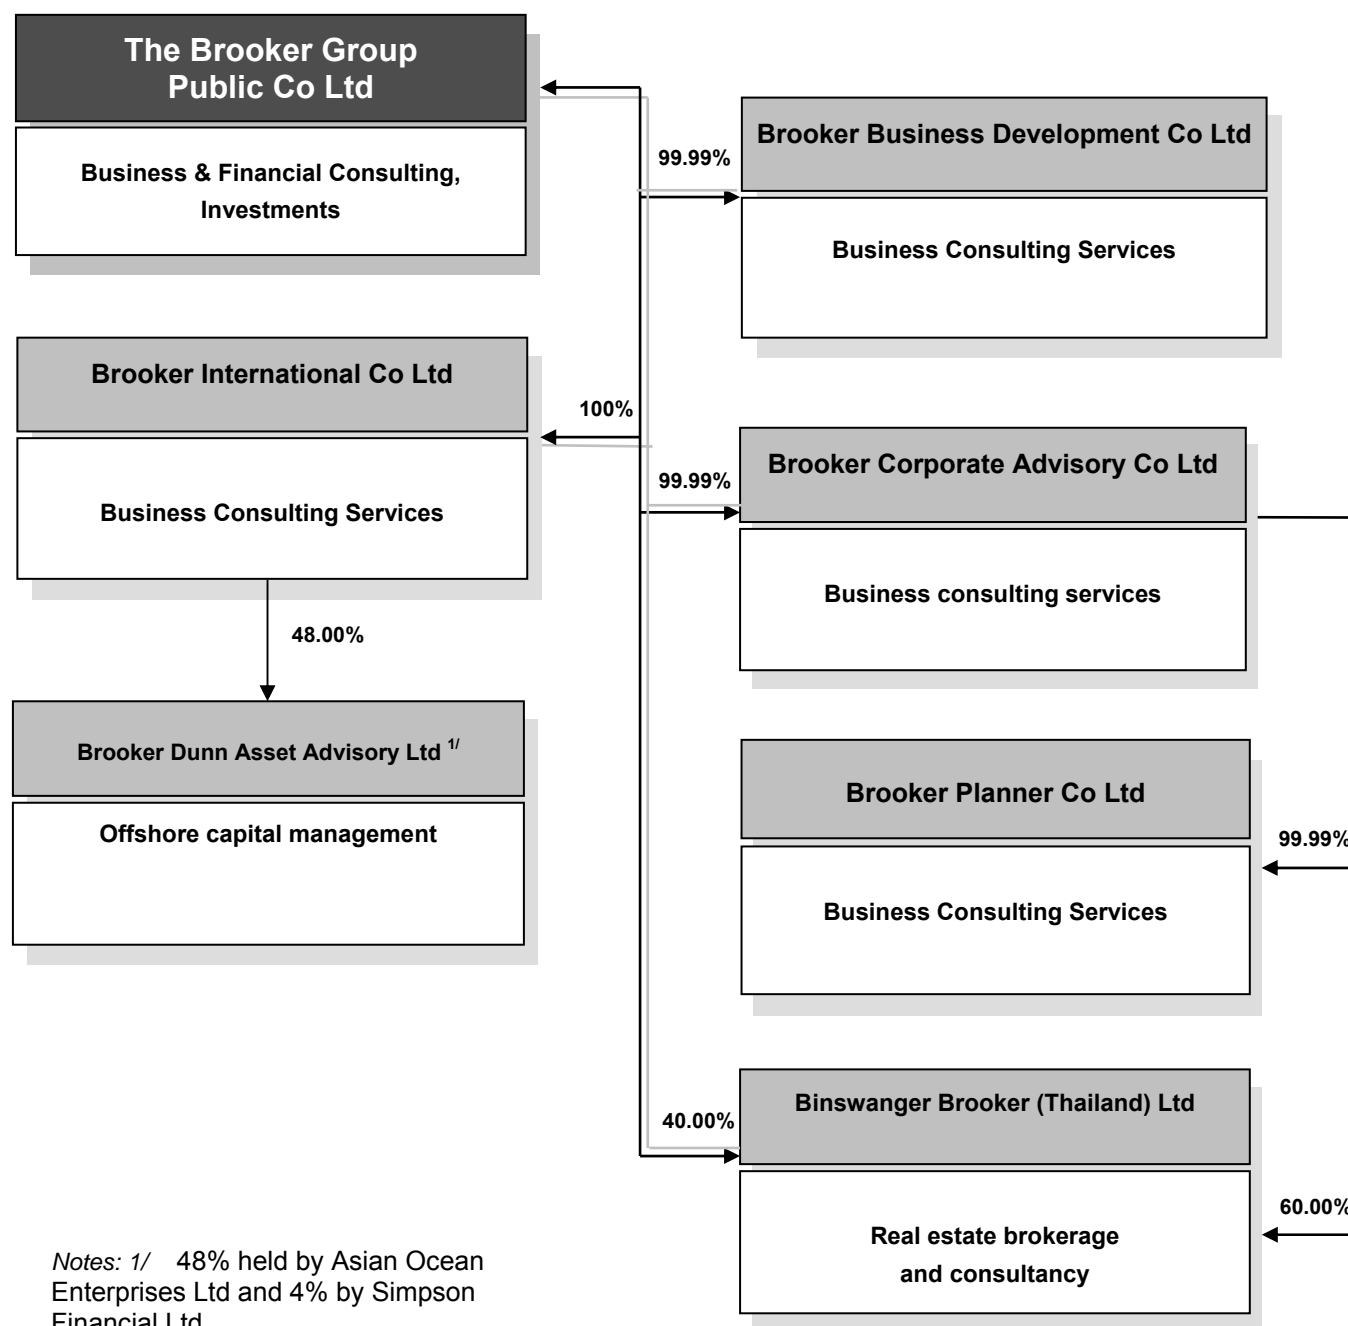 The Brooker Group
Public Co Ltd
Business & Financial Consulting,
Investments
99.99%
Brooker Business Development Co Ltd
Business Consulting Services
Brooker International Co Ltd
100%
Business Consulting Services
48.00%
99.99%
Brooker Corporate Advisory Co Ltd
Business consulting services
Brooker Dunn Asset Advisory Ltd 1/
Offshore capital management
Brooker Planner Co Ltd
99.99%
Business Consulting Services
40.00%
Binswanger Brooker (Thailand) Ltd
60.00%
Real estate brokerage
and consultancy
Notes: 1/ 48% held by Asian Ocean
Enterprises Ltd and 4% by Simpson
Financial Ltd